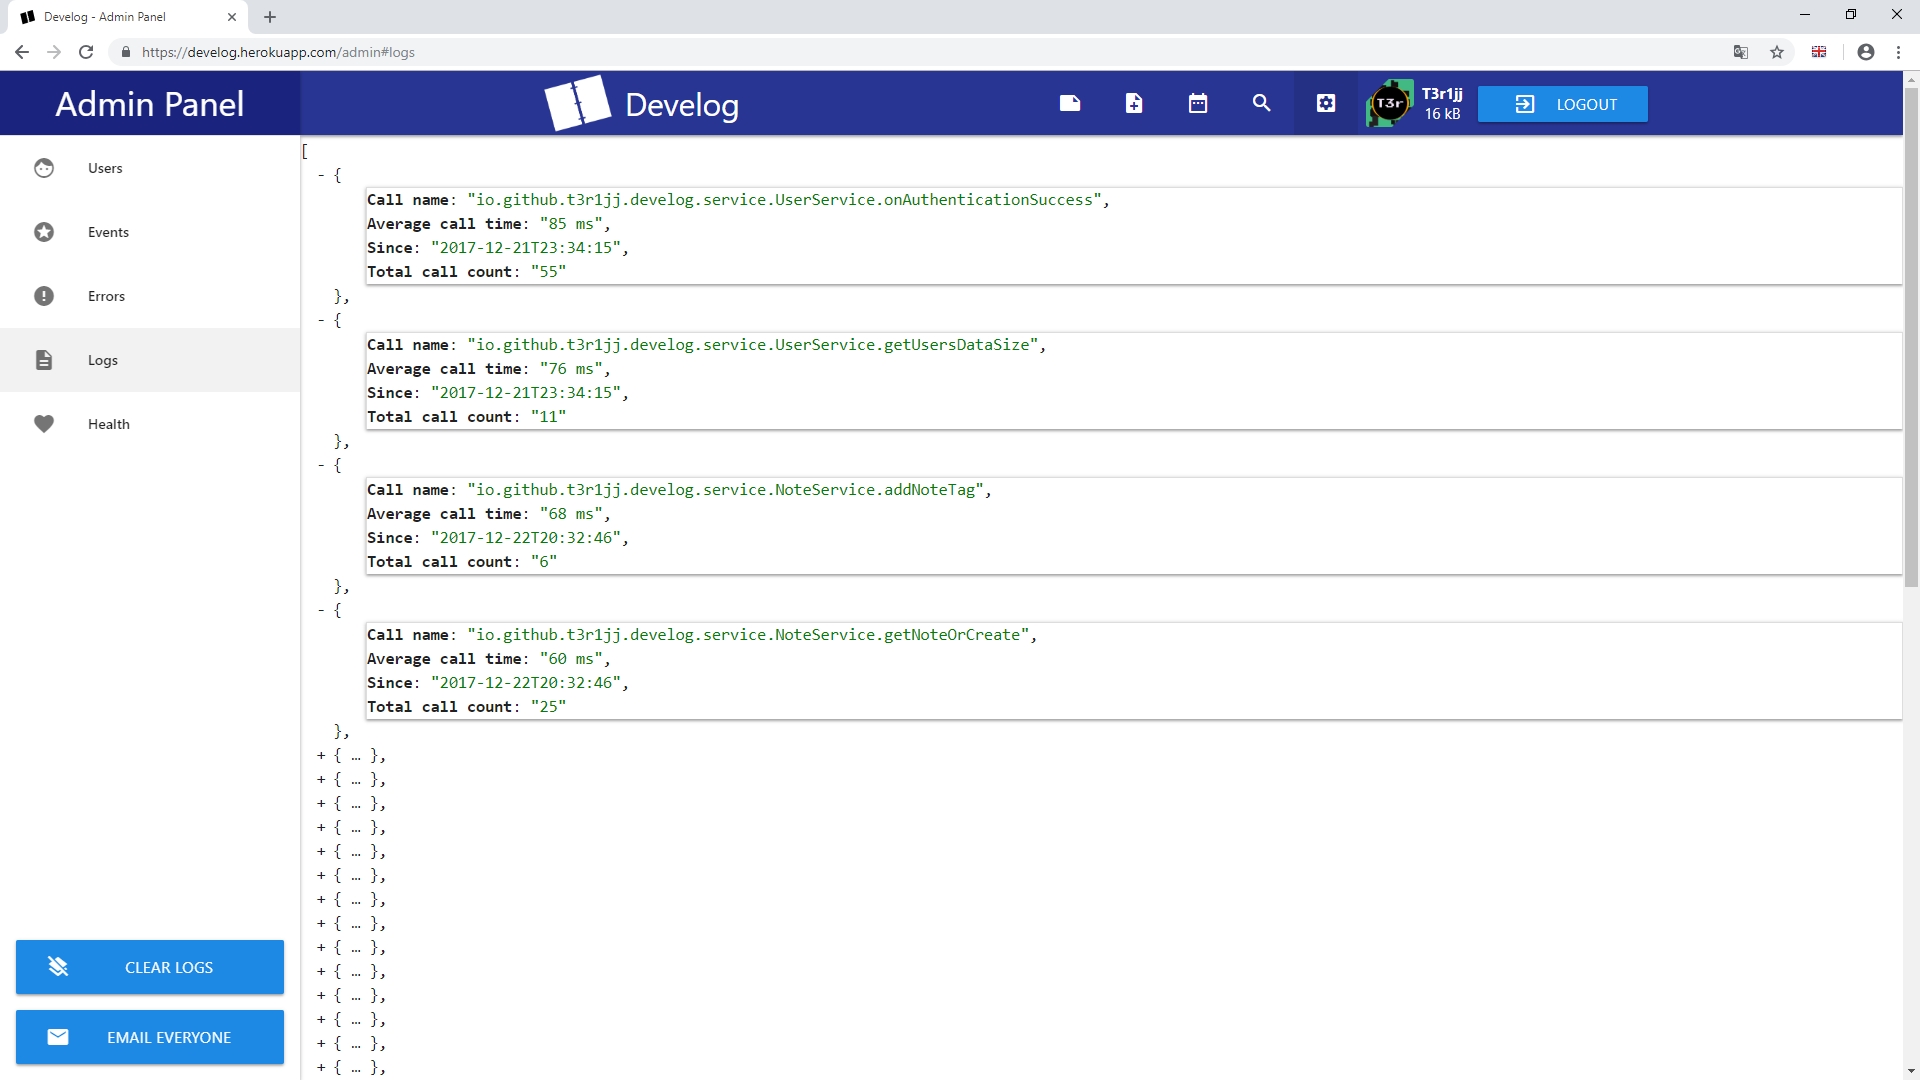 Develog - Admin Panel
https://develog.herokuapp.com/admin#logs
Admin Panel
Develog
T3r
T3r1jj
16 kB
LOGOUT
Users
Events
Errors
Logs
Health
CLEAR LOGS
EMAIL EVERYONE
[
- {
Call name: "io.github.t3r1jj.develog.service.UserService.onAuthenticationSuccess",
Average call time: "85 ms",
Since: "2017-12-21T23:34:15",
Total call count: "55"
},
- {
Call name: "io.github.t3r1jj.develog.service.UserService.getUsersDataSize",
Average call time: "76 ms",
Since: "2017-12-21T23:34:15",
Total call count: "11"
},
- {
Call name: "io.github.t3r1jj.develog.service.NoteService.addNoteTag",
Average call time: "68 ms",
Since: "2017-12-22T20:32:46",
Total call count: "6"
},
- {
Call name: "io.github.t3r1jj.develog.service.NoteService.getNoteOrCreate",
Average call time: "60 ms",
Since: "2017-12-22T20:32:46",
Total call count: "25"
},
+ { … },
+ { … },
+ { … },
+ { … },
+ { … },
+ { … },
+ { … },
+ { … },
+ { … },
+ { … },
+ { … },
+ { … },
+ { … },
+ { … },